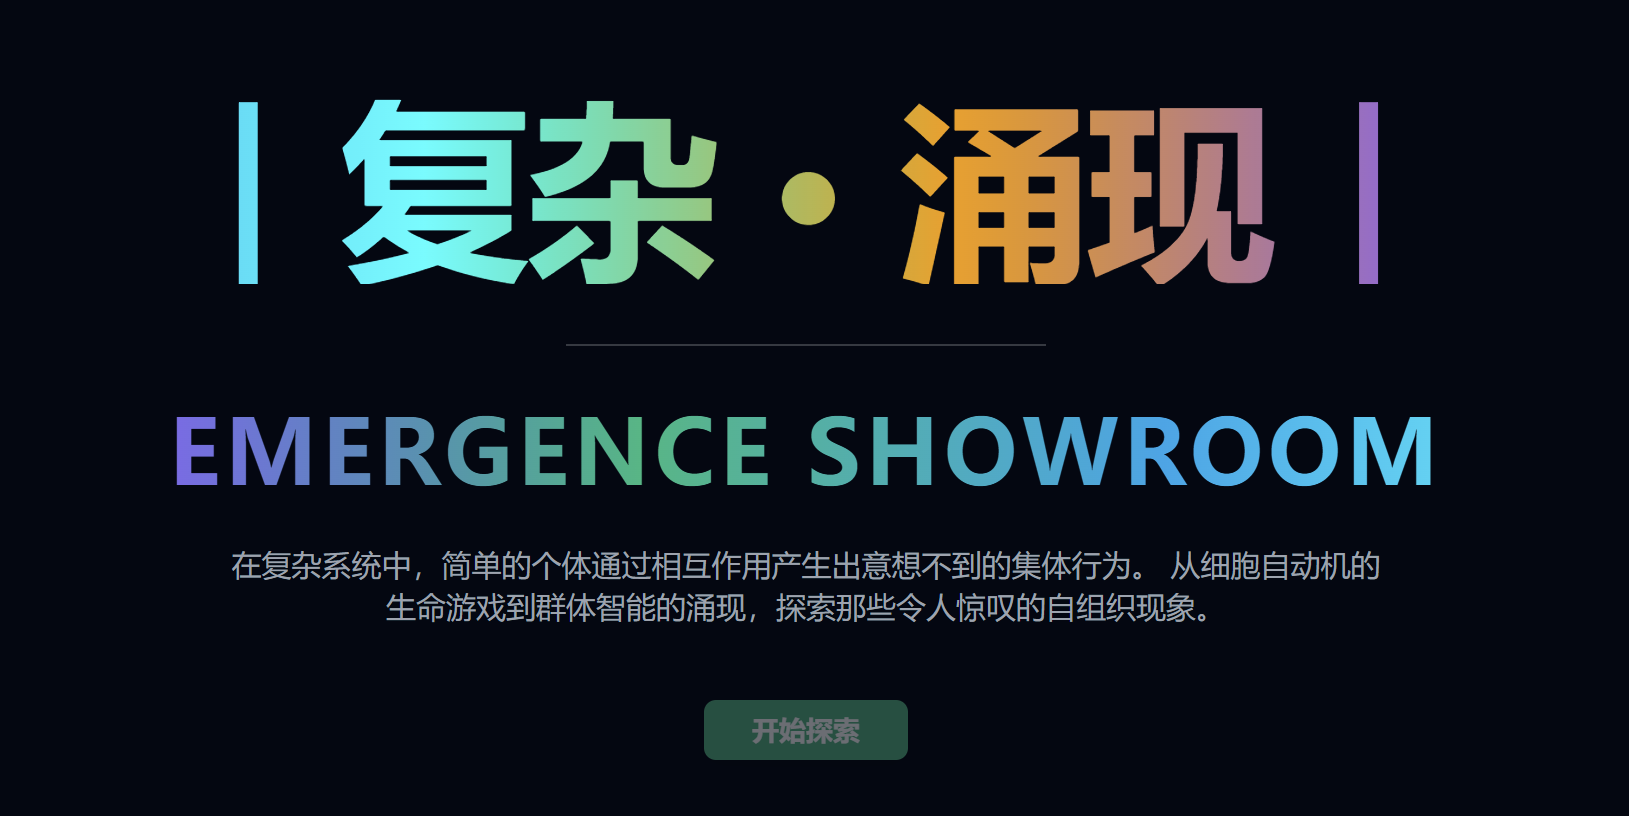 ｜复杂·涌现｜
EMERGENCE SHOWROOM
在复杂系统中，简单的个体通过相互作用产生出意想不到的集体行为。 从细胞自动机的
生命游戏到群体智能的涌现，探索那些令人惊叹的自组织现象。
开始探索